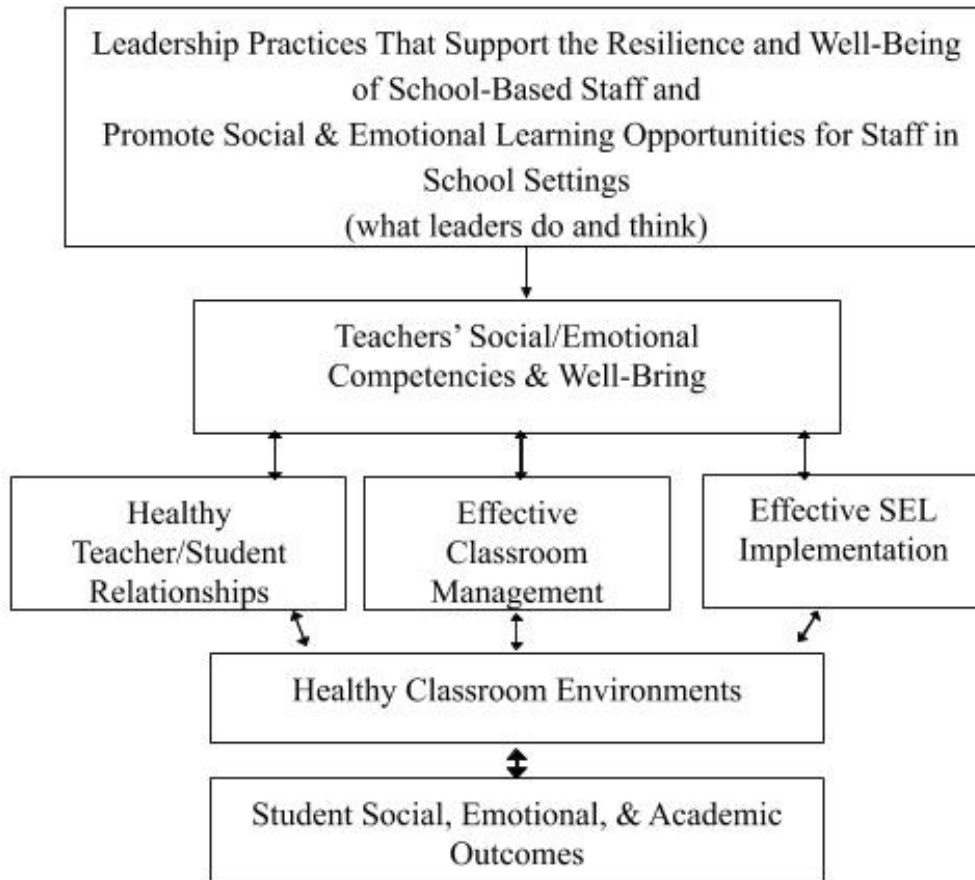 Leadership Practices That Support the Resilience and Well-Being
of School-Based Staff and
Promote Social & Emotional Learning Opportunities for Staff in
School Settings
(what leaders do and think)
Teachers’ Social/Emotional
Competencies & Well-Bring
Healthy
Teacher/Student
Relationships
Effective
Classroom
Management
Effective SEL
Implementation
Healthy Classroom Environments
Student Social, Emotional, & Academic
Outcomes